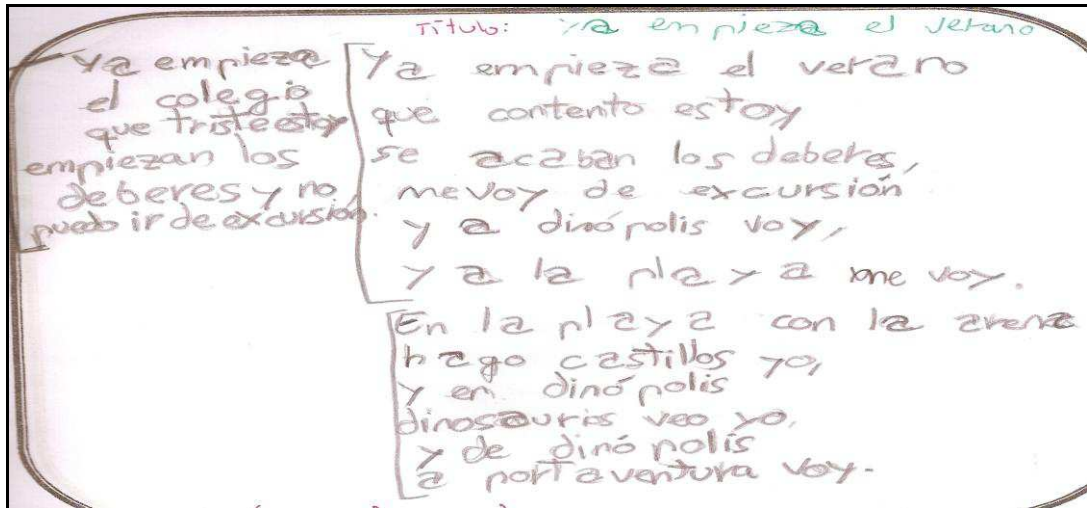 Título: Ya empieza el verano
Ya empieza el verano
que contento estoy
se acaban los deberes,
me voy de excursión
y a dinópolis voy,
y a la playa me voy.
En la playa con la arena
hago castillos yo,
y en dinópolis
dinosauris veo yo,
y de dinópolis
a portaventura voy.
Ya empieza
el colegio
que triste estoy
empiezan los
deberes y no
puedo ir de excursión.